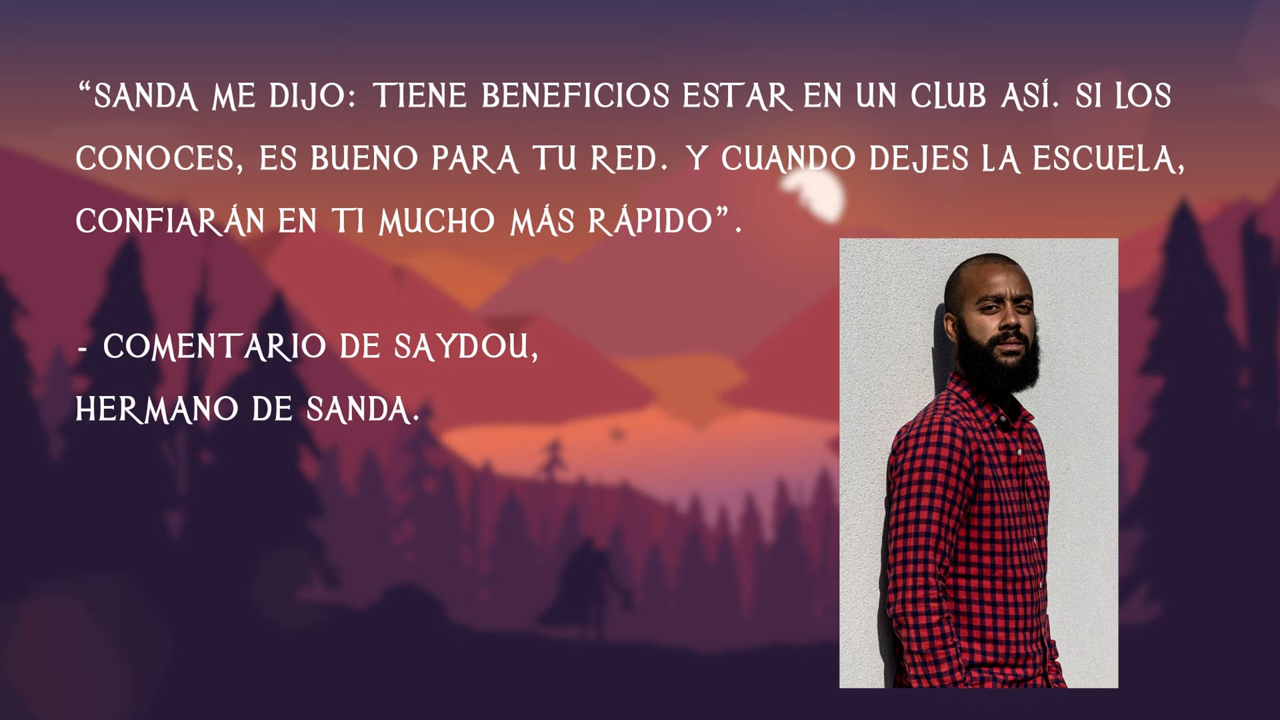 “SANDA ME DIJO: TIENE BENEFICIOS ESTAR EN UN CLUB ASÍ. SI LOS
CONOCES, ES BUENO PARA TU RED. Y CUANDO DEJES LA ESCUELA,
CONFIARÁN EN TI MUCHO MÁS RÁPIDO”.
- COMENTARIO DE SAYDOU,
HERMANO DE SANDA.